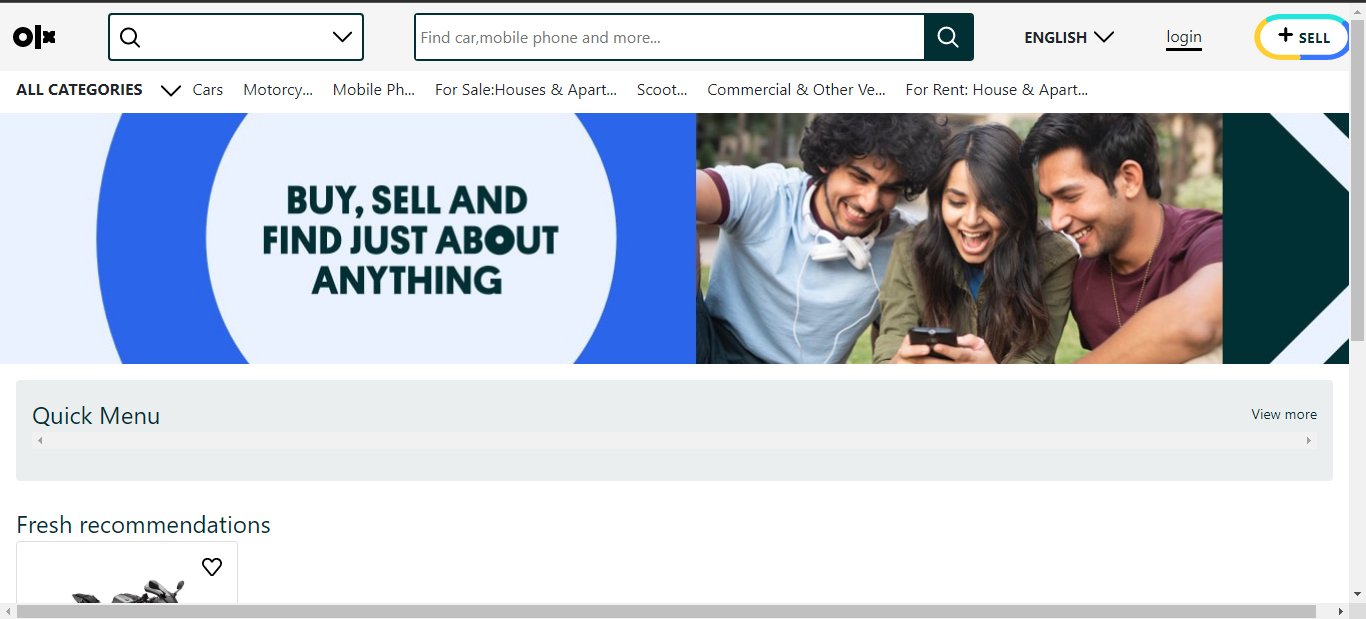 olx
Find car,mobile phone and more...
ENGLISH
login
+ SELL
ALL CATEGORIES
Cars
Motorcy...
Mobile Ph...
For Sale:Houses & Apart...
Scoot...
Commercial & Other Ve...
For Rent: House & Apart...
BUY, SELL AND
FIND JUST ABOUT
ANYTHING
Quick Menu
View more
Fresh recommendations